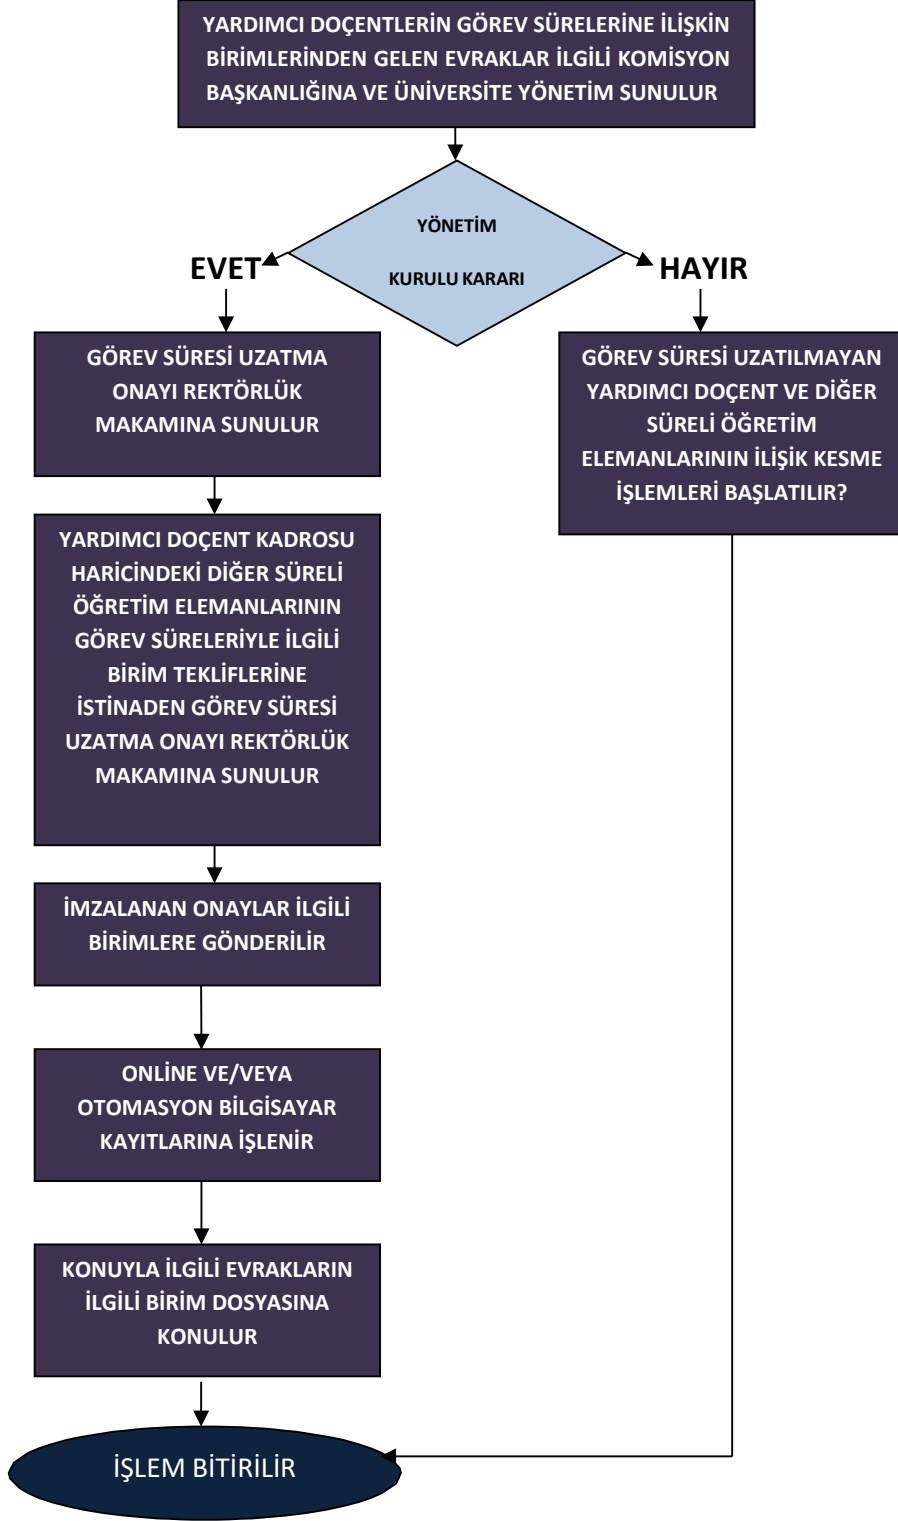 YARDIMCI DOÇENTLERİN GÖREV SÜRELERİNE İLİŞKİN
BİRİMLERİNDEN GELEN EVRAKLAR İLGİLİ KOMİSYON
BAŞKANLIĞINA VE ÜNİVERSİTE YÖNETİM SUNULUR
YÖNETİM
KURULU KARARI
EVET
HAYIR
GÖREV SÜRESİ UZATMA
ONAYI REKTÖRLÜK
MAKAMINA SUNULUR
GÖREV SÜRESİ UZATILMAYAN
YARDIMCI DOÇENT VE DİĞER
SÜRELİ ÖĞRETİM
ELEMANLARININ İLİŞİK KESME
İŞLEMLERİ BAŞLATILIR?
YARDIMCI DOÇENT KADROSU
HARİCİNDEKİ DİĞER SÜRELİ
ÖĞRETİM ELEMANLARININ
GÖREV SÜRELERİYLE İLGİLİ
BİRİM TEKLİFLERİNE
İSTİNADEN GÖREV SÜRESİ
UZATMA ONAYI REKTÖRLÜK
MAKAMINA SUNULUR
İMZALANAN ONAYLAR İLGİLİ
BİRİMLERE GÖNDERİLİR
ONLINE VE/VEYA
OTOMASYON BİLGİSAYAR
KAYITLARINA İŞLENİR
KONUYLA İLGİLİ EVRAKLARIN
İLGİLİ BİRİM DOSYASINA
KONULUR
İŞLEM BİTİRİLİR